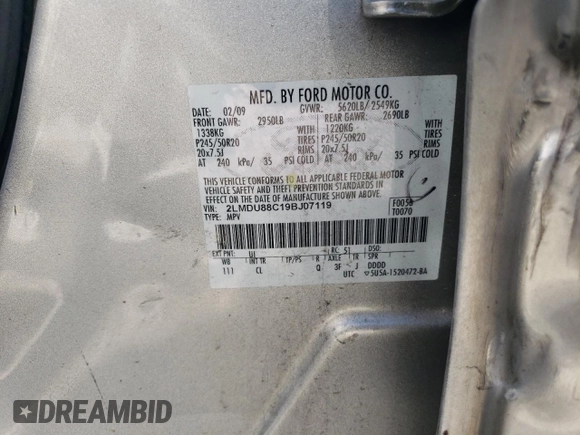 MFD. BY FORD MOTOR CO.
DATE: 02/09 GVWR: 5620LB/ 2549KG
FRONT GAWR: 2950LB REAR GAWR: 2690LB
1338KG WITH 1220KG WITH
P245/50R20 TIRES P245/50R20 TIRES
20x7.5J RIMS 20x7.5J RIMS
AT 240 kPa/ 35 PSI COLD AT 240 kPa/ 35 PSI COLD
THIS VEHICLE CONFORMS TO ALL APPLICABLE FEDERAL MOTOR
VEHICLE SAFETY AND THEFT PREVENTION STANDARDS IN
EFFECT ON THE DATE OF MANUFACTURE SHOWN ABOVE.
VIN: 2LMDU88C19BJ07119 F0050
TYPE: MPV T0070
EXT PNT: UJ RC: 51 DSO:
WB INT TR TP/PS R AXLE TR SPR
111 CL Q 3F J DDDD
UTC 5U5A-1520472-BA
DREAMBID